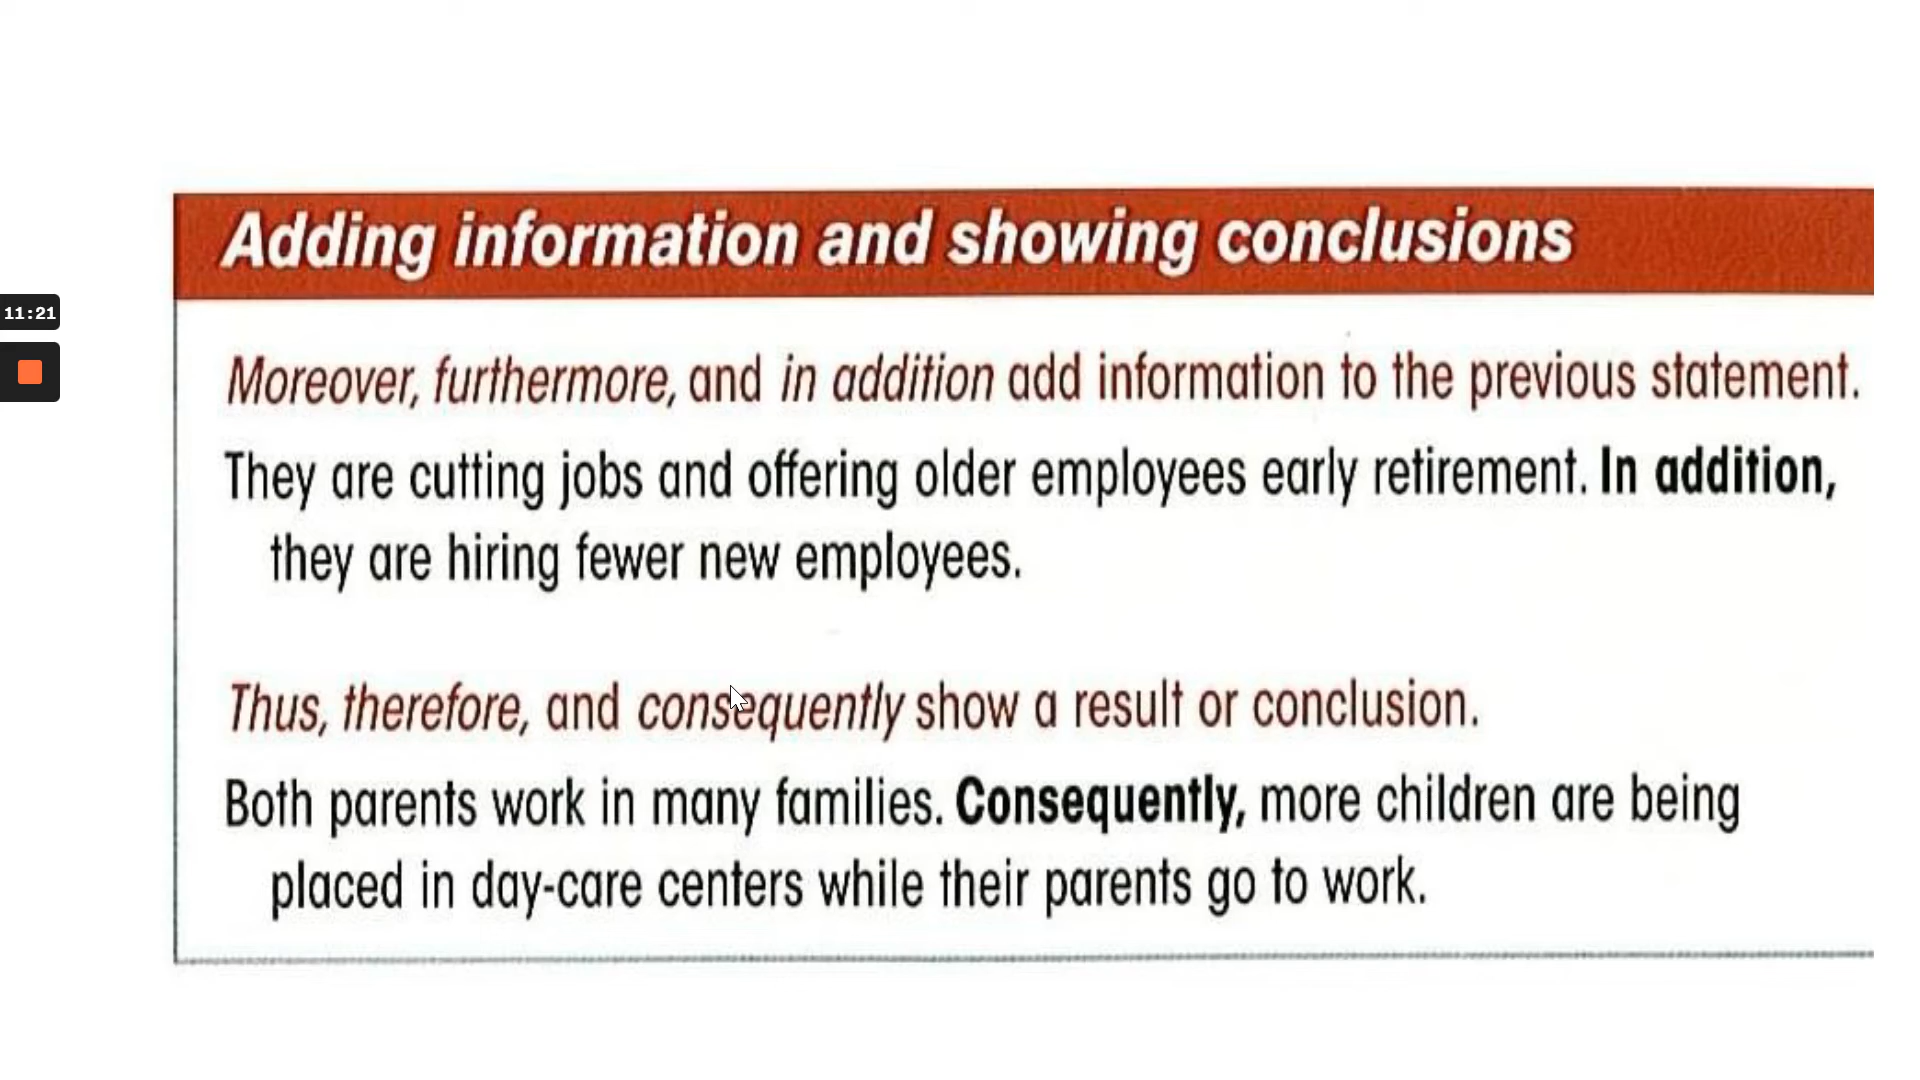 Adding information and showing conclusions
11:21
Moreover, furthermore, and in addition add information to the previous statement.
They are cutting jobs and offering older employees early retirement. In addition,
they are hiring fewer new employees.
Thus, therefore, and consequently show a result or conclusion.
Both parents work in many families. Consequently, more children are being
placed in day-care centers while their parents go to work.